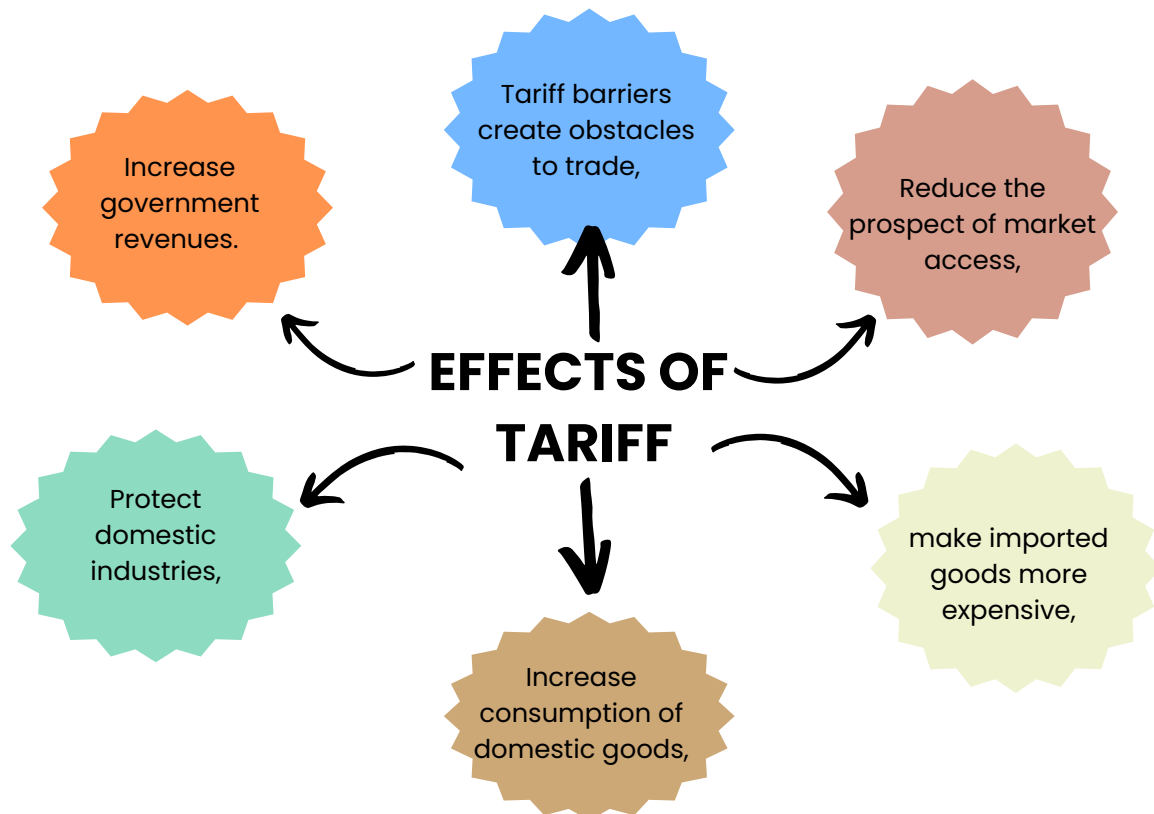 Tariff barriers
create obstacles
to trade,
Increase
government
revenues.
Reduce the
prospect of market
access,
EFFECTS OF
TARIFF
Protect
domestic
industries,
make imported
goods more
expensive,
Increase
consumption of
domestic goods,